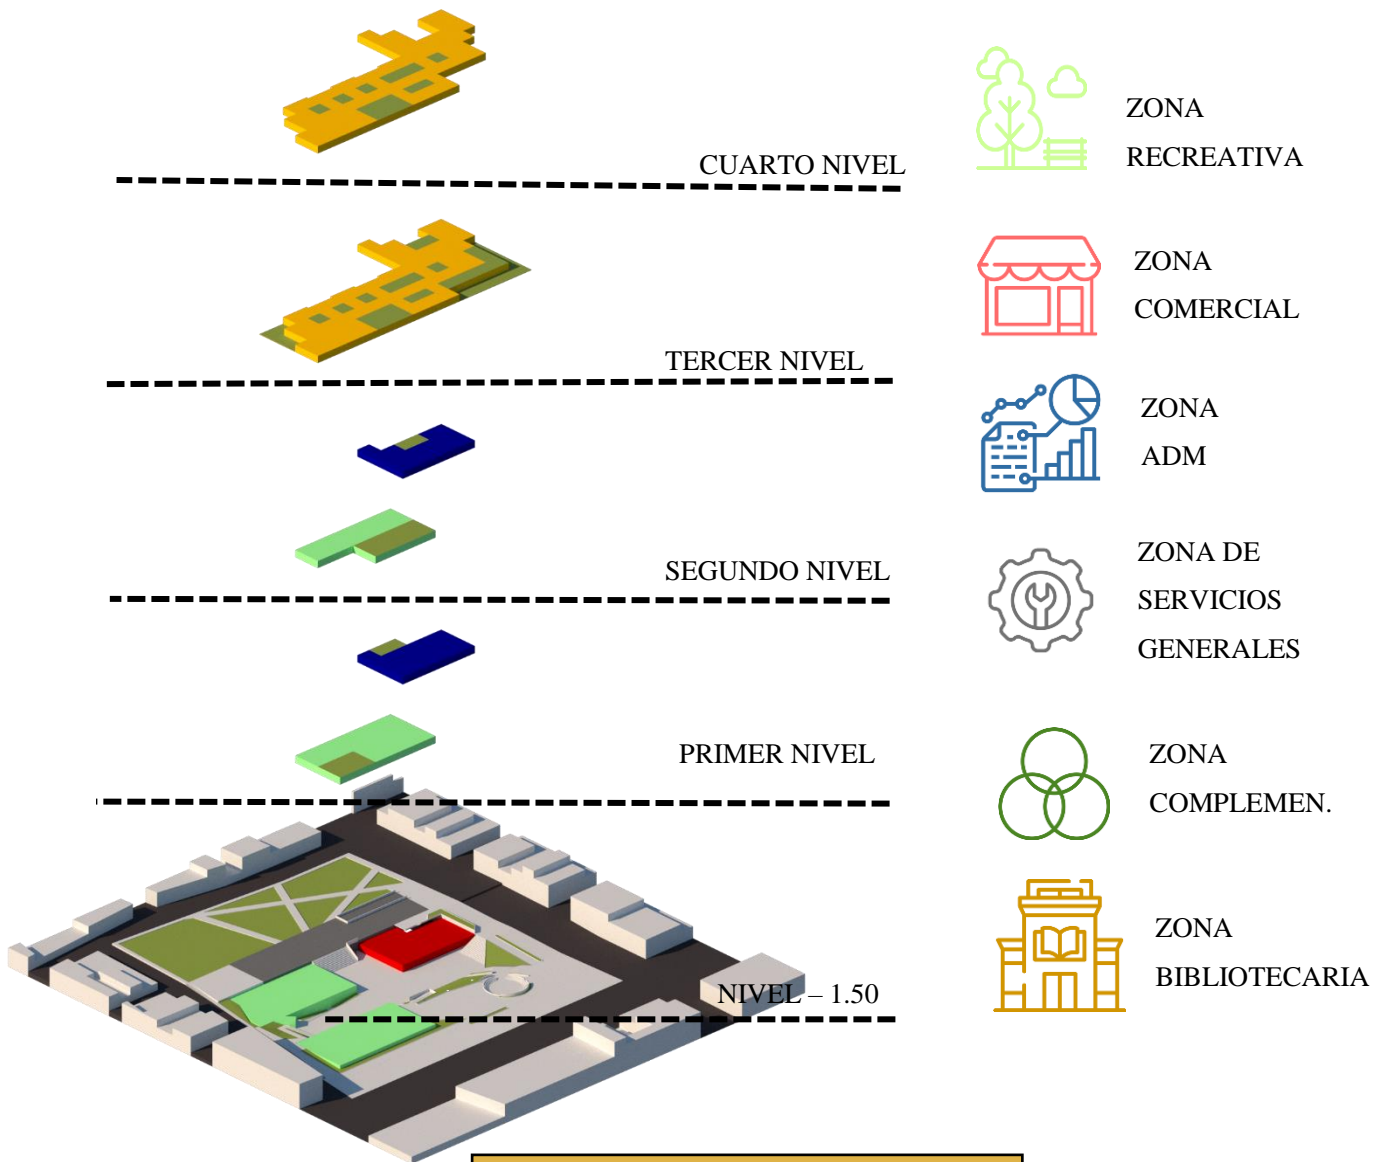 CUARTO NIVEL
TERCER NIVEL
SEGUNDO NIVEL
PRIMER NIVEL
NIVEL – 1.50
ZONA
RECREATIVA
ZONA
COMERCIAL
ZONA
ADM
ZONA DE
SERVICIOS
GENERALES
ZONA
COMPLEMEN.
ZONA
BIBLIOTECARIA